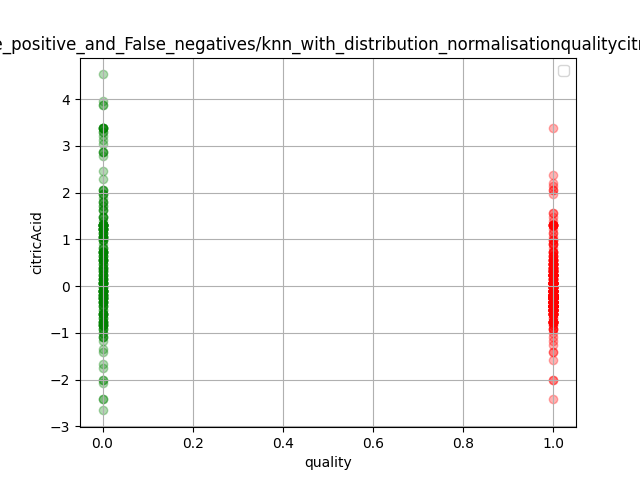 e_positive_and_False_negatives/knn_with_distribution_normalisationqualitycitr
4
3
2
1
0
−1
−2
−3
citricAcid
0.0 0.2 0.4 0.6 0.8 1.0
quality